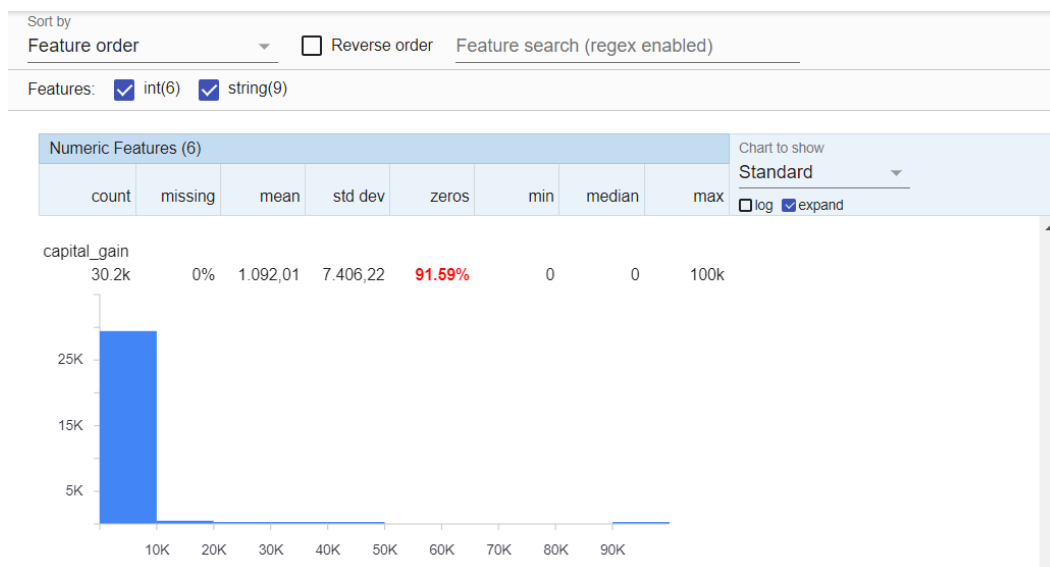 Sort by
Feature order Reverse order Feature search (regex enabled)
Features: int(6) string(9)
Numeric Features (6)
Chart to show
Standard
count missing mean std dev zeros min median max
log expand
capital_gain
30.2k 0% 1.092,01 7.406,22 91.59% 0 0 100k
25K
15K
5K
10K 20K 30K 40K 50K 60K 70K 80K 90K